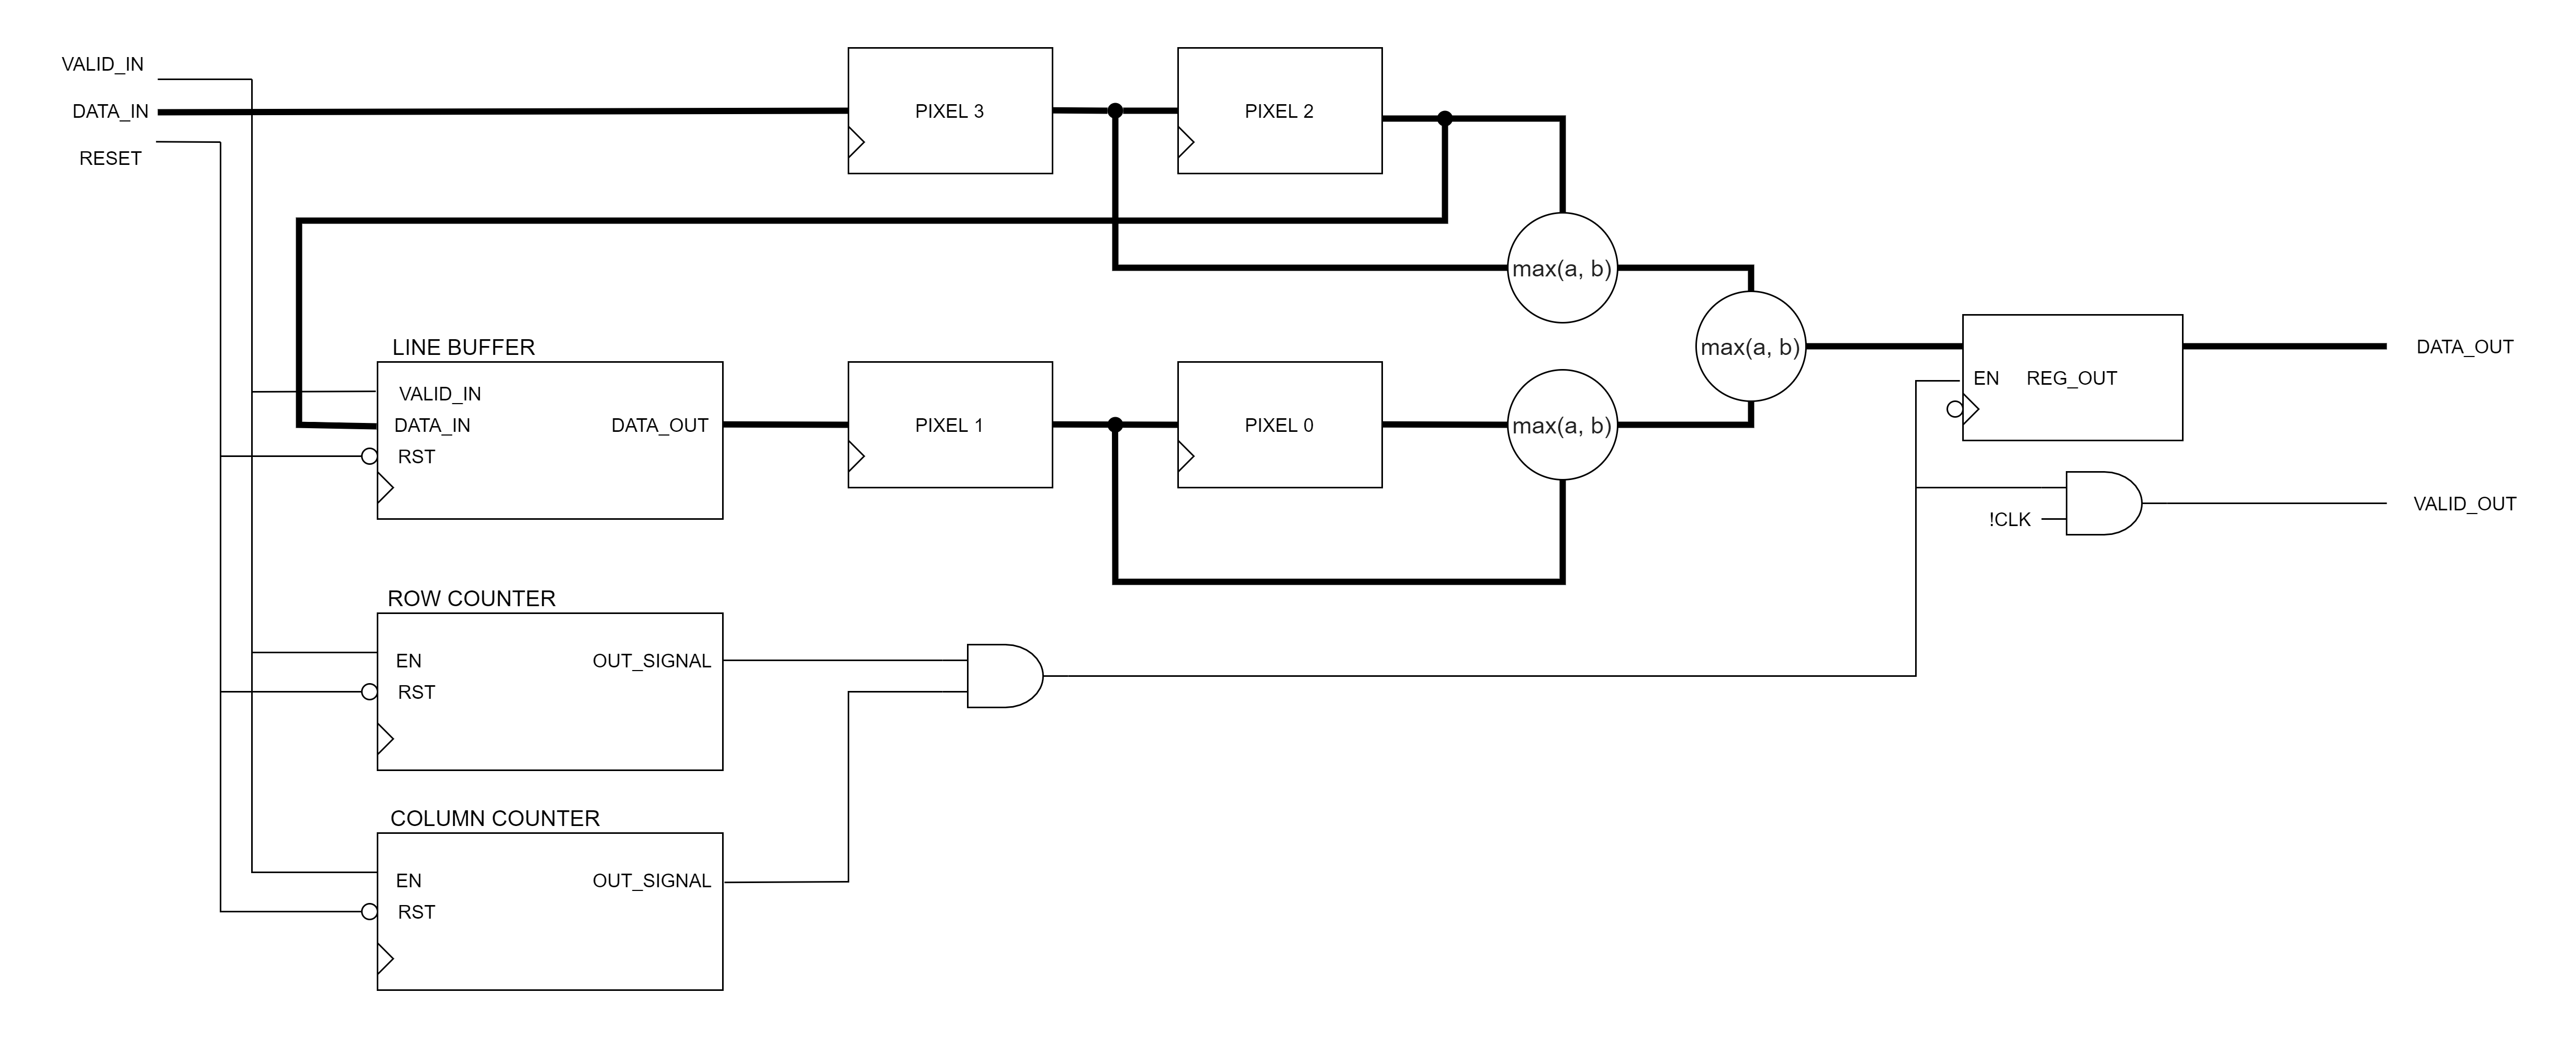 VALID_IN
DATA_IN
RESET
PIXEL 3
PIXEL 2
max(a, b)
max(a, b)
LINE BUFFER
VALID_IN
DATA_IN
RST
DATA_OUT
PIXEL 1
PIXEL 0
max(a, b)
EN
REG_OUT
DATA_OUT
!CLK
VALID_OUT
ROW COUNTER
EN
OUT_SIGNAL
RST
COLUMN COUNTER
EN
OUT_SIGNAL
RST